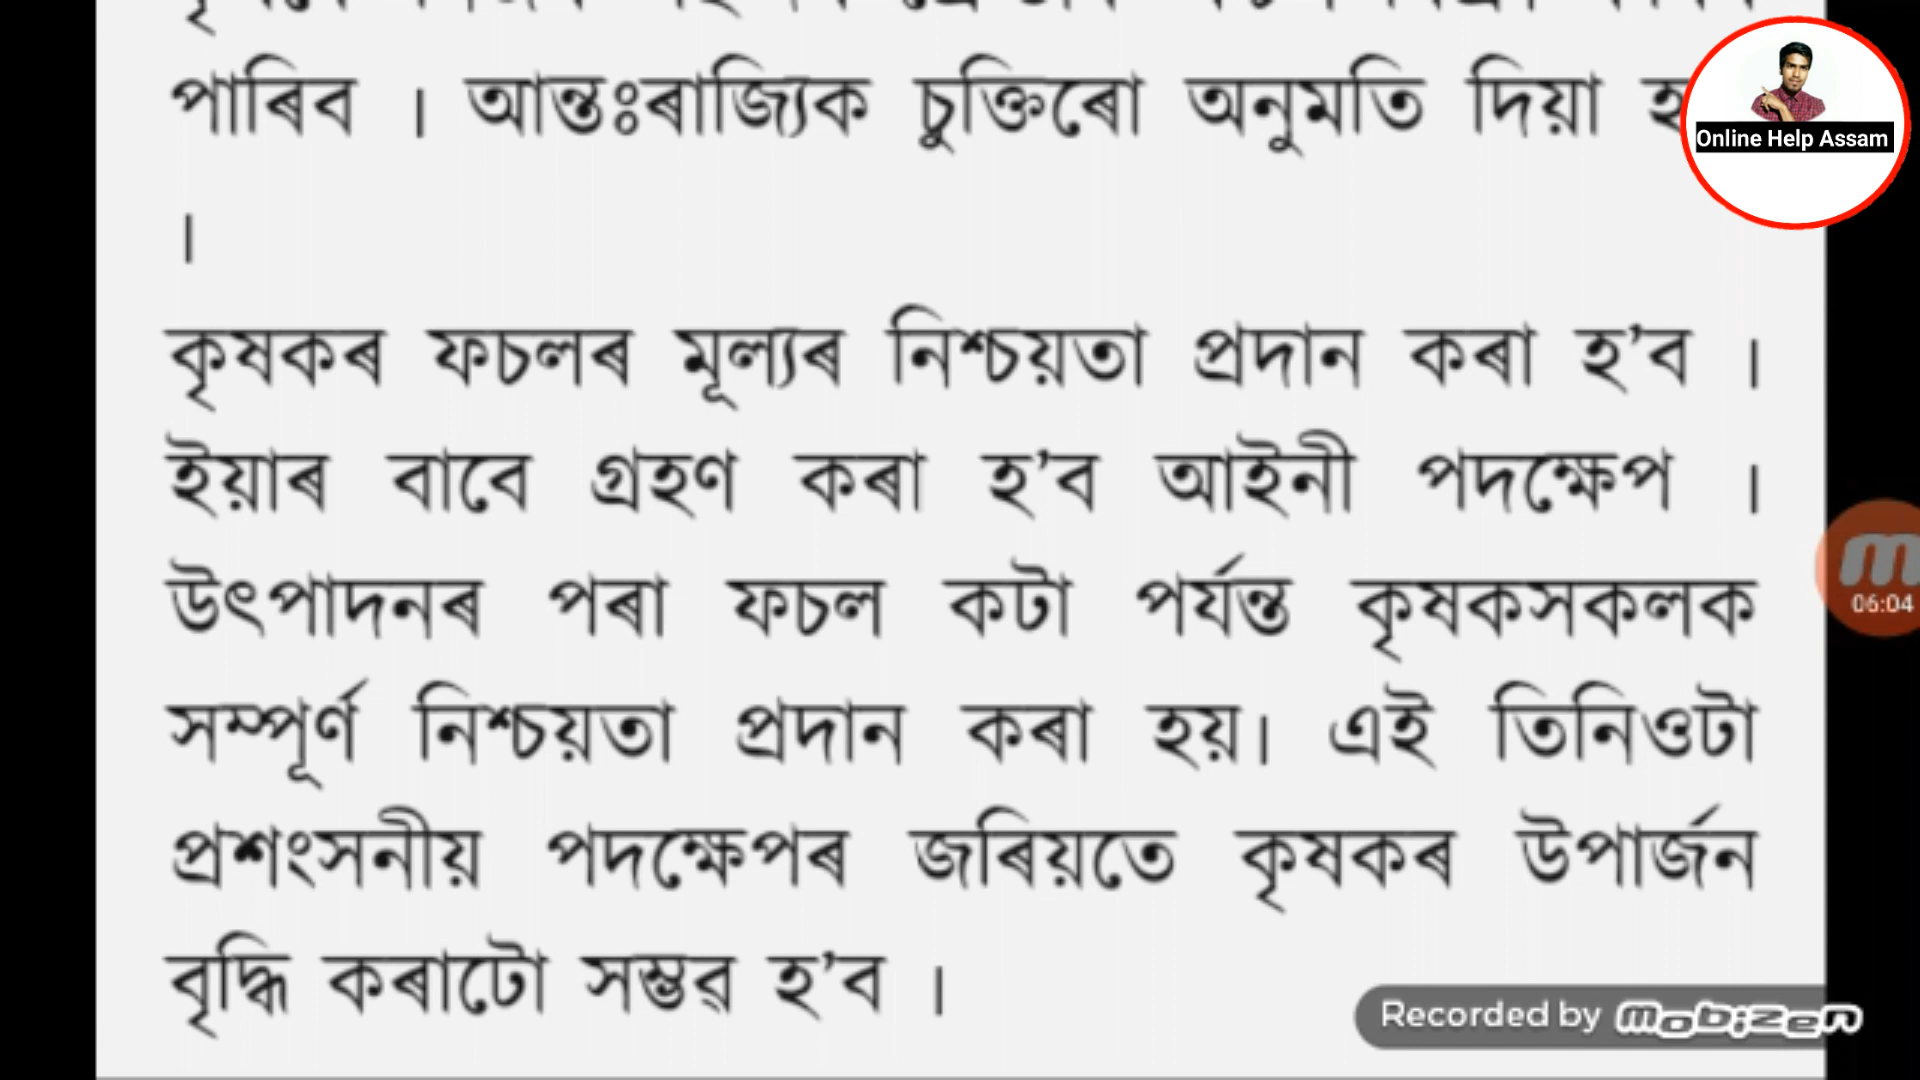 পাৰিব । আন্তঃৰাজ্যিক চুক্তিৰো অনুমতি দিয়া
Online Help Assam
।
কৃষকৰ ফচলৰ মূল্যৰ নিশ্চয়তা প্ৰদান কৰা হ’ব ।
ইয়াৰ বাবে গ্ৰহণ কৰা হ’ব আইনী পদক্ষেপ ।
উৎপাদনৰ পৰা ফচল কটা পৰ্যন্ত কৃষকসকলক
06:04
সম্পূৰ্ণ নিশ্চয়তা প্ৰদান কৰা হয়। এই তিনিওটা
প্ৰশংসনীয় পদক্ষেপৰ জৰিয়তে কৃষকৰ উপাৰ্জন
বৃদ্ধি কৰাটো সম্ভৱ হ’ব ।
Recorded by mobizen